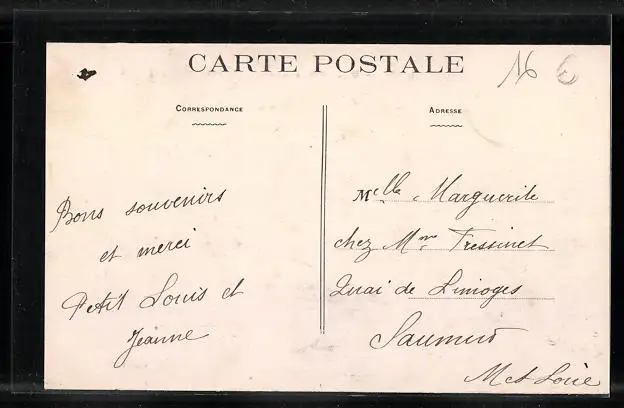 CARTE POSTALE
16 €
CORRESPONDANCE
ADRESSE
Bons souvenirs
et merci
Petit Louis et
Jeanne
Melle Marguerite
chez Mme Tressinet
Quai de Limoges
Saumur
M et Loire